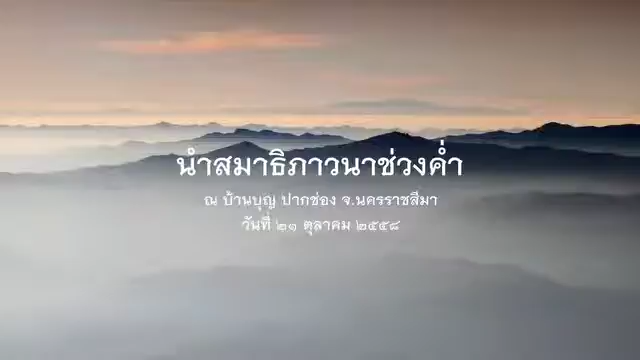 นำสมาธิภาวนาช่วงค่ำ
ณ บ้านบุญ ปากช่อง จ.นครราชสีมา
วันที่ ๒๑ ตุลาคม ๒๕๕๘